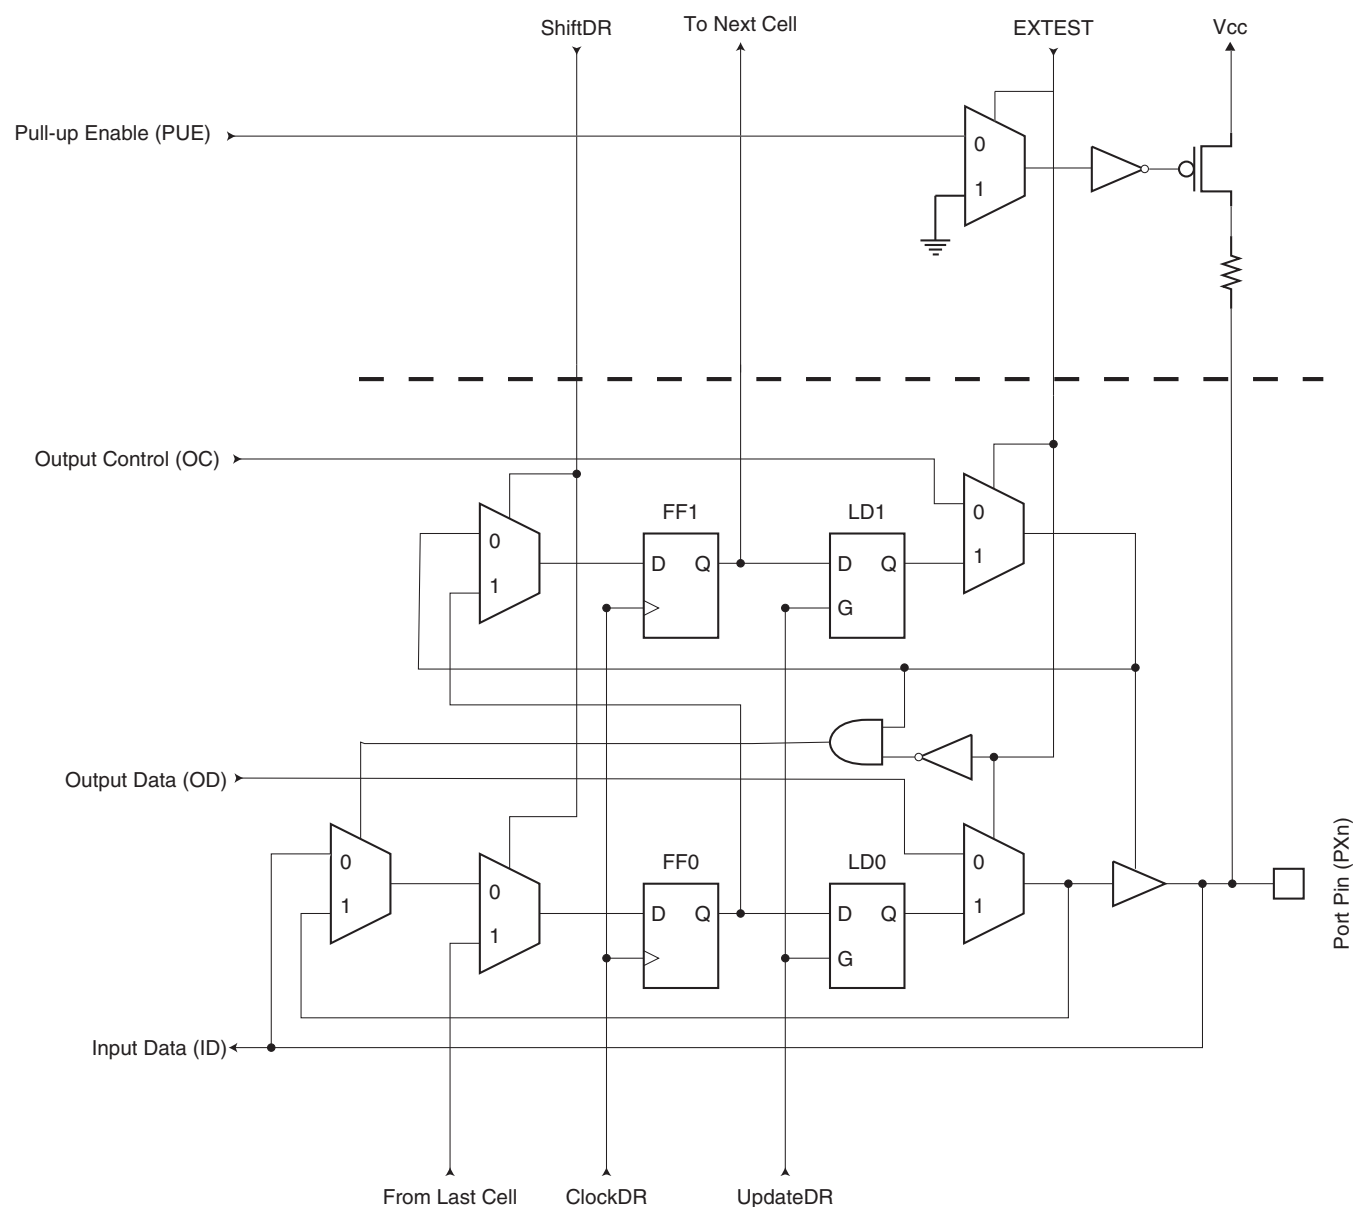 ShiftDR
To Next Cell
EXTEST
Vcc
Pull-up Enable (PUE)
0
1
Output Control (OC)
FF1
LD1
0
1
0
1
D Q
D Q
G
Output Data (OD)
FF0
LD0
0
1
0
1
0
1
D Q
D Q
G
Port Pin (PXn)
Input Data (ID)
From Last Cell
ClockDR
UpdateDR